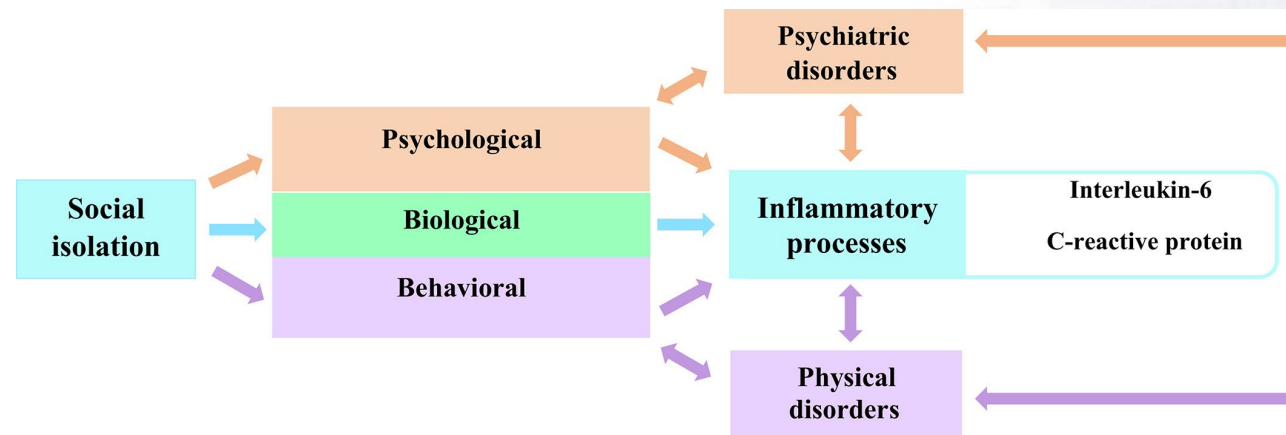 Social
isolation
Psychological
Biological
Behavioral
Psychiatric
disorders
Inflammatory
processes
Interleukin-6
C-reactive protein
Physical
disorders